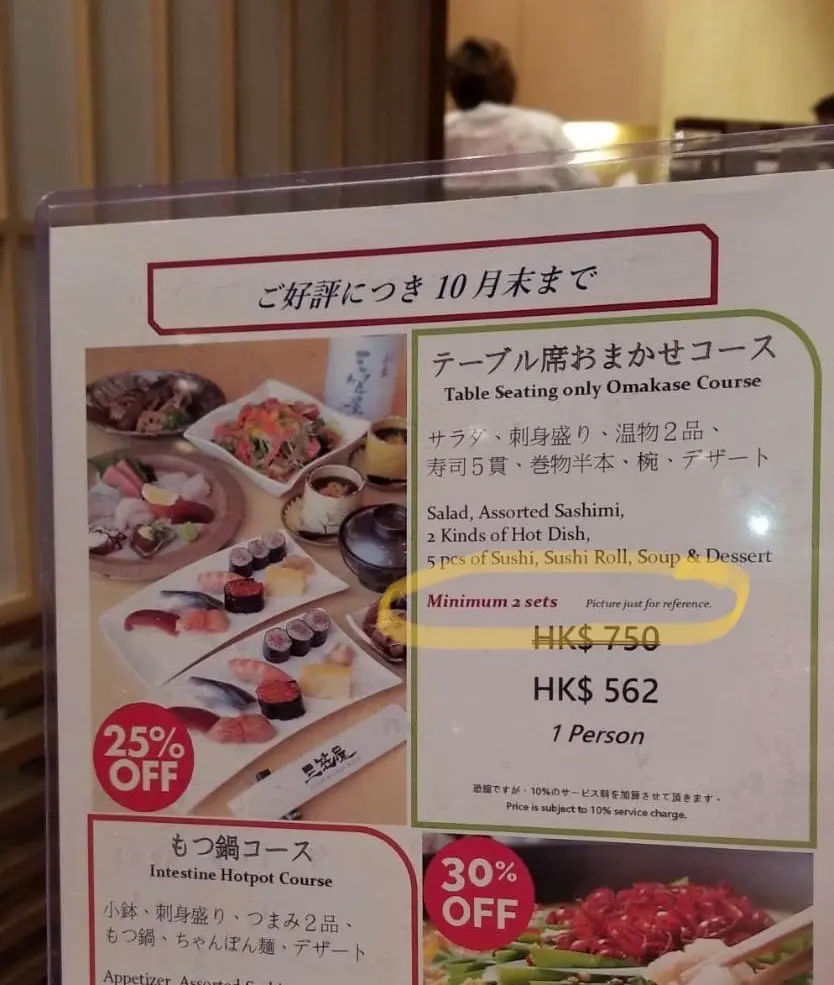 ご好評につき 10 月末まで
テーブル席おまかせコース
Table Seating only Omakase Course
サラダ、刺身盛り、温物２品、
寿司５貫、巻物半本、椀、デザート
Salad, Assorted Sashimi,
2 Kinds of Hot Dish,
5 pcs of Sushi, Sushi Roll, Soup & Dessert
Minimum 2 sets Picture just for reference.
HK$ 750
HK$ 562
1 Person
恐縮ですが、10%のサービス料を加算させて頂きます。
Price is subject to 10% service charge.
25%
OFF
三笠屋
もつ鍋コース
Intestine Hotpot Course
小鉢、刺身盛り、つまみ２品、
もつ鍋、ちゃんぽん麺、デザート
Appetizer, Assorted
30%
OFF